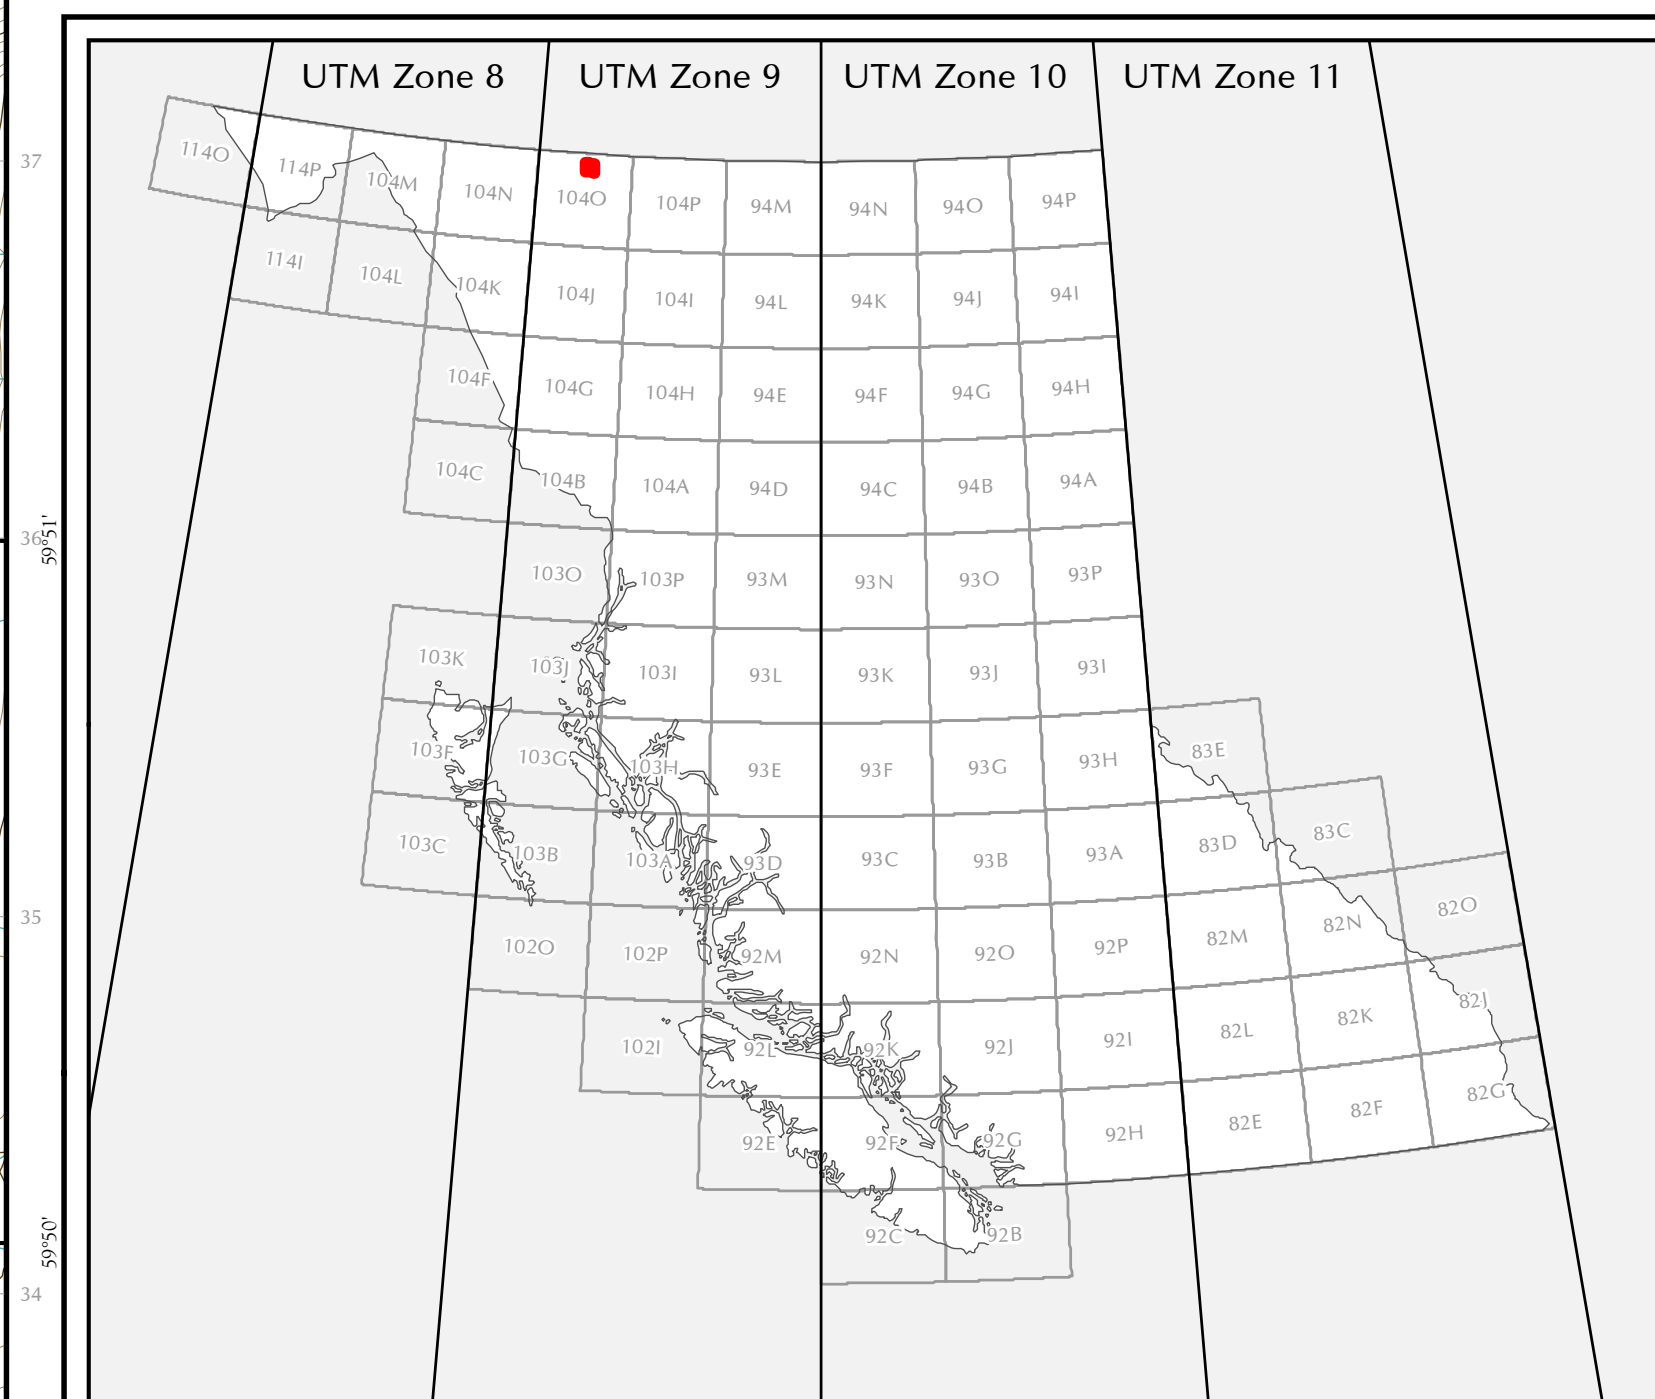 UTM Zone 8 UTM Zone 9 UTM Zone 10 UTM Zone 11
37
114O 114P 104M 104N 104O 104P 94M 94N 94O 94P
114I 104L 104K 104J 104I 94L 94K 94J 94I
104F 104G 104H 94E 94F 94G 94H
104C 104B 104A 94D 94C 94B 94A
36
59°51'
103O 103P 93M 93N 93O 93P
103K 103J 103I 93L 93K 93J 93I
103F 103G 103H 93E 93F 93G 93H 83E
103C 103B 103A 93D 93C 93B 93A 83D 83C
35
102O 102P 92M 92N 92O 92P 82M 82N 82O
102I 92L 92K 92J 92I 82L 82K 82J
92E 92F 92G 92H 82E 82F 82G
59°50'
92C 92B
34